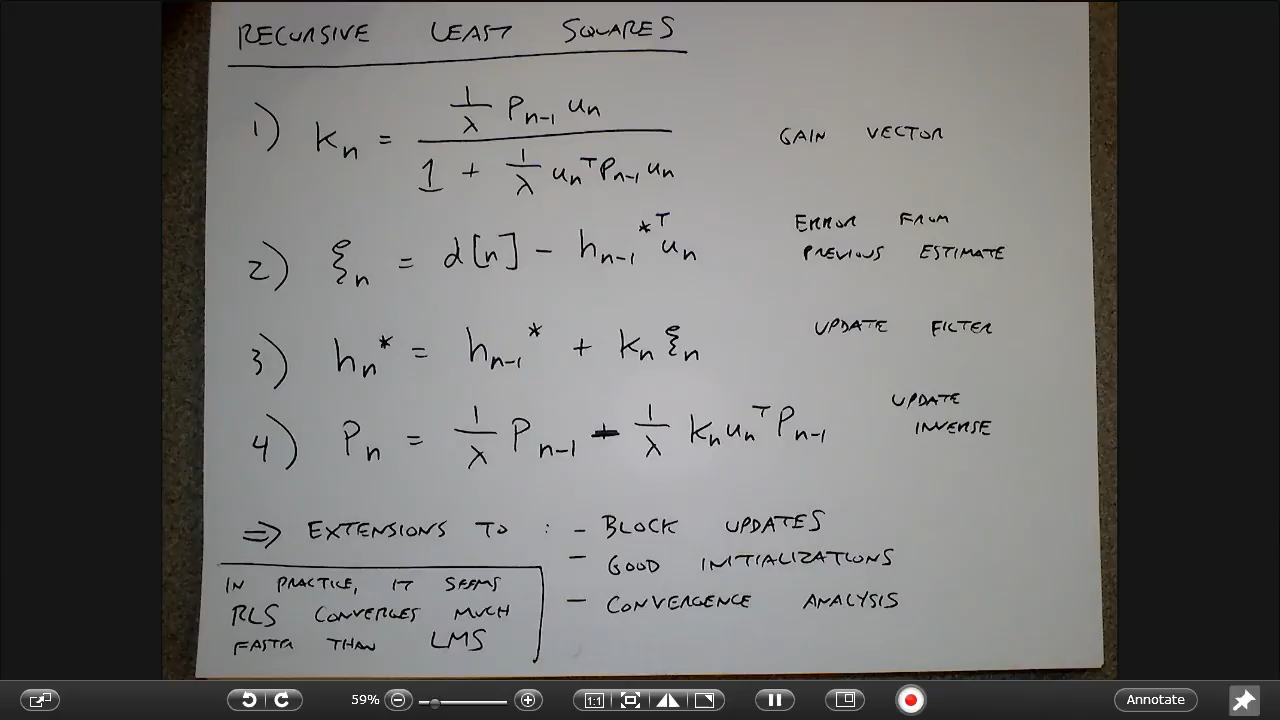 RECURSIVE LEAST SQUARES
1) kₙ = (1/λ Pₙ₋₁ uₙ) / (1 + 1/λ uₙᵀ Pₙ₋₁ uₙ) GAIN VECTOR
2) ξₙ = d[n] - hₙ₋₁*ᵀ uₙ ERROR FROM
PREVIOUS ESTIMATE
3) hₙ* = hₙ₋₁* + kₙ ξₙ UPDATE FILTER
4) Pₙ = 1/λ Pₙ₋₁ - 1/λ kₙ uₙᵀ Pₙ₋₁ UPDATE
INVERSE
⇒ EXTENSIONS TO : - BLOCK UPDATES
- GOOD INITIALIZATIONS
- CONVERGENCE ANALYSIS
IN PRACTICE, IT SEEMS
RLS CONVERGES MUCH
FASTER THAN LMS
59%
1:1
Annotate